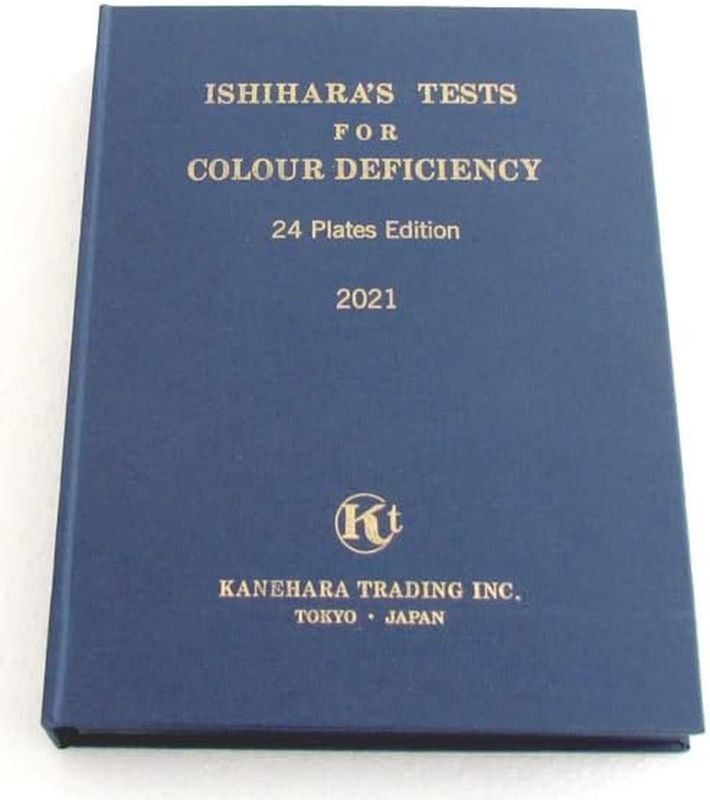 ISHIHARA'S TESTS
FOR
COLOUR DEFICIENCY
24 Plates Edition
2021
Kt
KANEHARA TRADING INC.
TOKYO · JAPAN